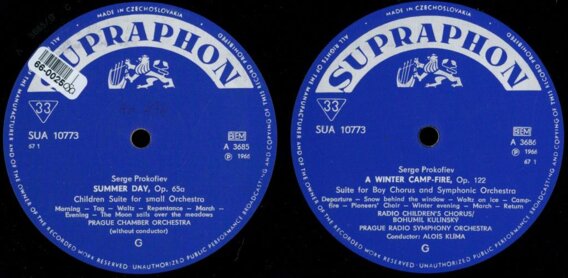 MADE IN CZECHOSLOVAKIA
ALL RIGHTS OF THE MANUFACTURER AND OF THE OWNER OF THE RECORDED WORK RESERVED · UNAUTHORIZED PUBLIC PERFORMANCE BROADCASTING AND COPYING OF THIS RECORD PROHIBITED
SUPRAPHON
66-00250
33
SUA 10773
67 1
BIEM
A 3685
℗ 1966
Serge Prokofiev
SUMMER DAY, Op. 65a
Children Suite for small Orchestra
Morning – Tag – Waltz – Repentance – March –
Evening – The Moon sails over the meadows
PRAGUE CHAMBER ORCHESTRA
(without conductor)
G
MADE IN CZECHOSLOVAKIA
ALL RIGHTS OF THE MANUFACTURER AND OF THE OWNER OF THE RECORDED WORK RESERVED · UNAUTHORIZED PUBLIC PERFORMANCE BROADCASTING AND COPYING OF THIS RECORD PROHIBITED
SUPRAPHON
33
SUA 10773
BIEM
A 3686
℗ 1966
67 1
Serge Prokofiev
A WINTER CAMP-FIRE, Op. 122
Suite for Boy Chorus and Symphonic Orchestra
Departure – Snow behind the window – Waltz on ice – Camp-
fire – Pioneers' Choir – Winter evening – March – Return
RADIO CHILDREN'S CHORUS/
BOHUMIL KULÍNSKÝ
PRAGUE RADIO SYMPHONY ORCHESTRA
Conductor: ALOIS KLÍMA
G